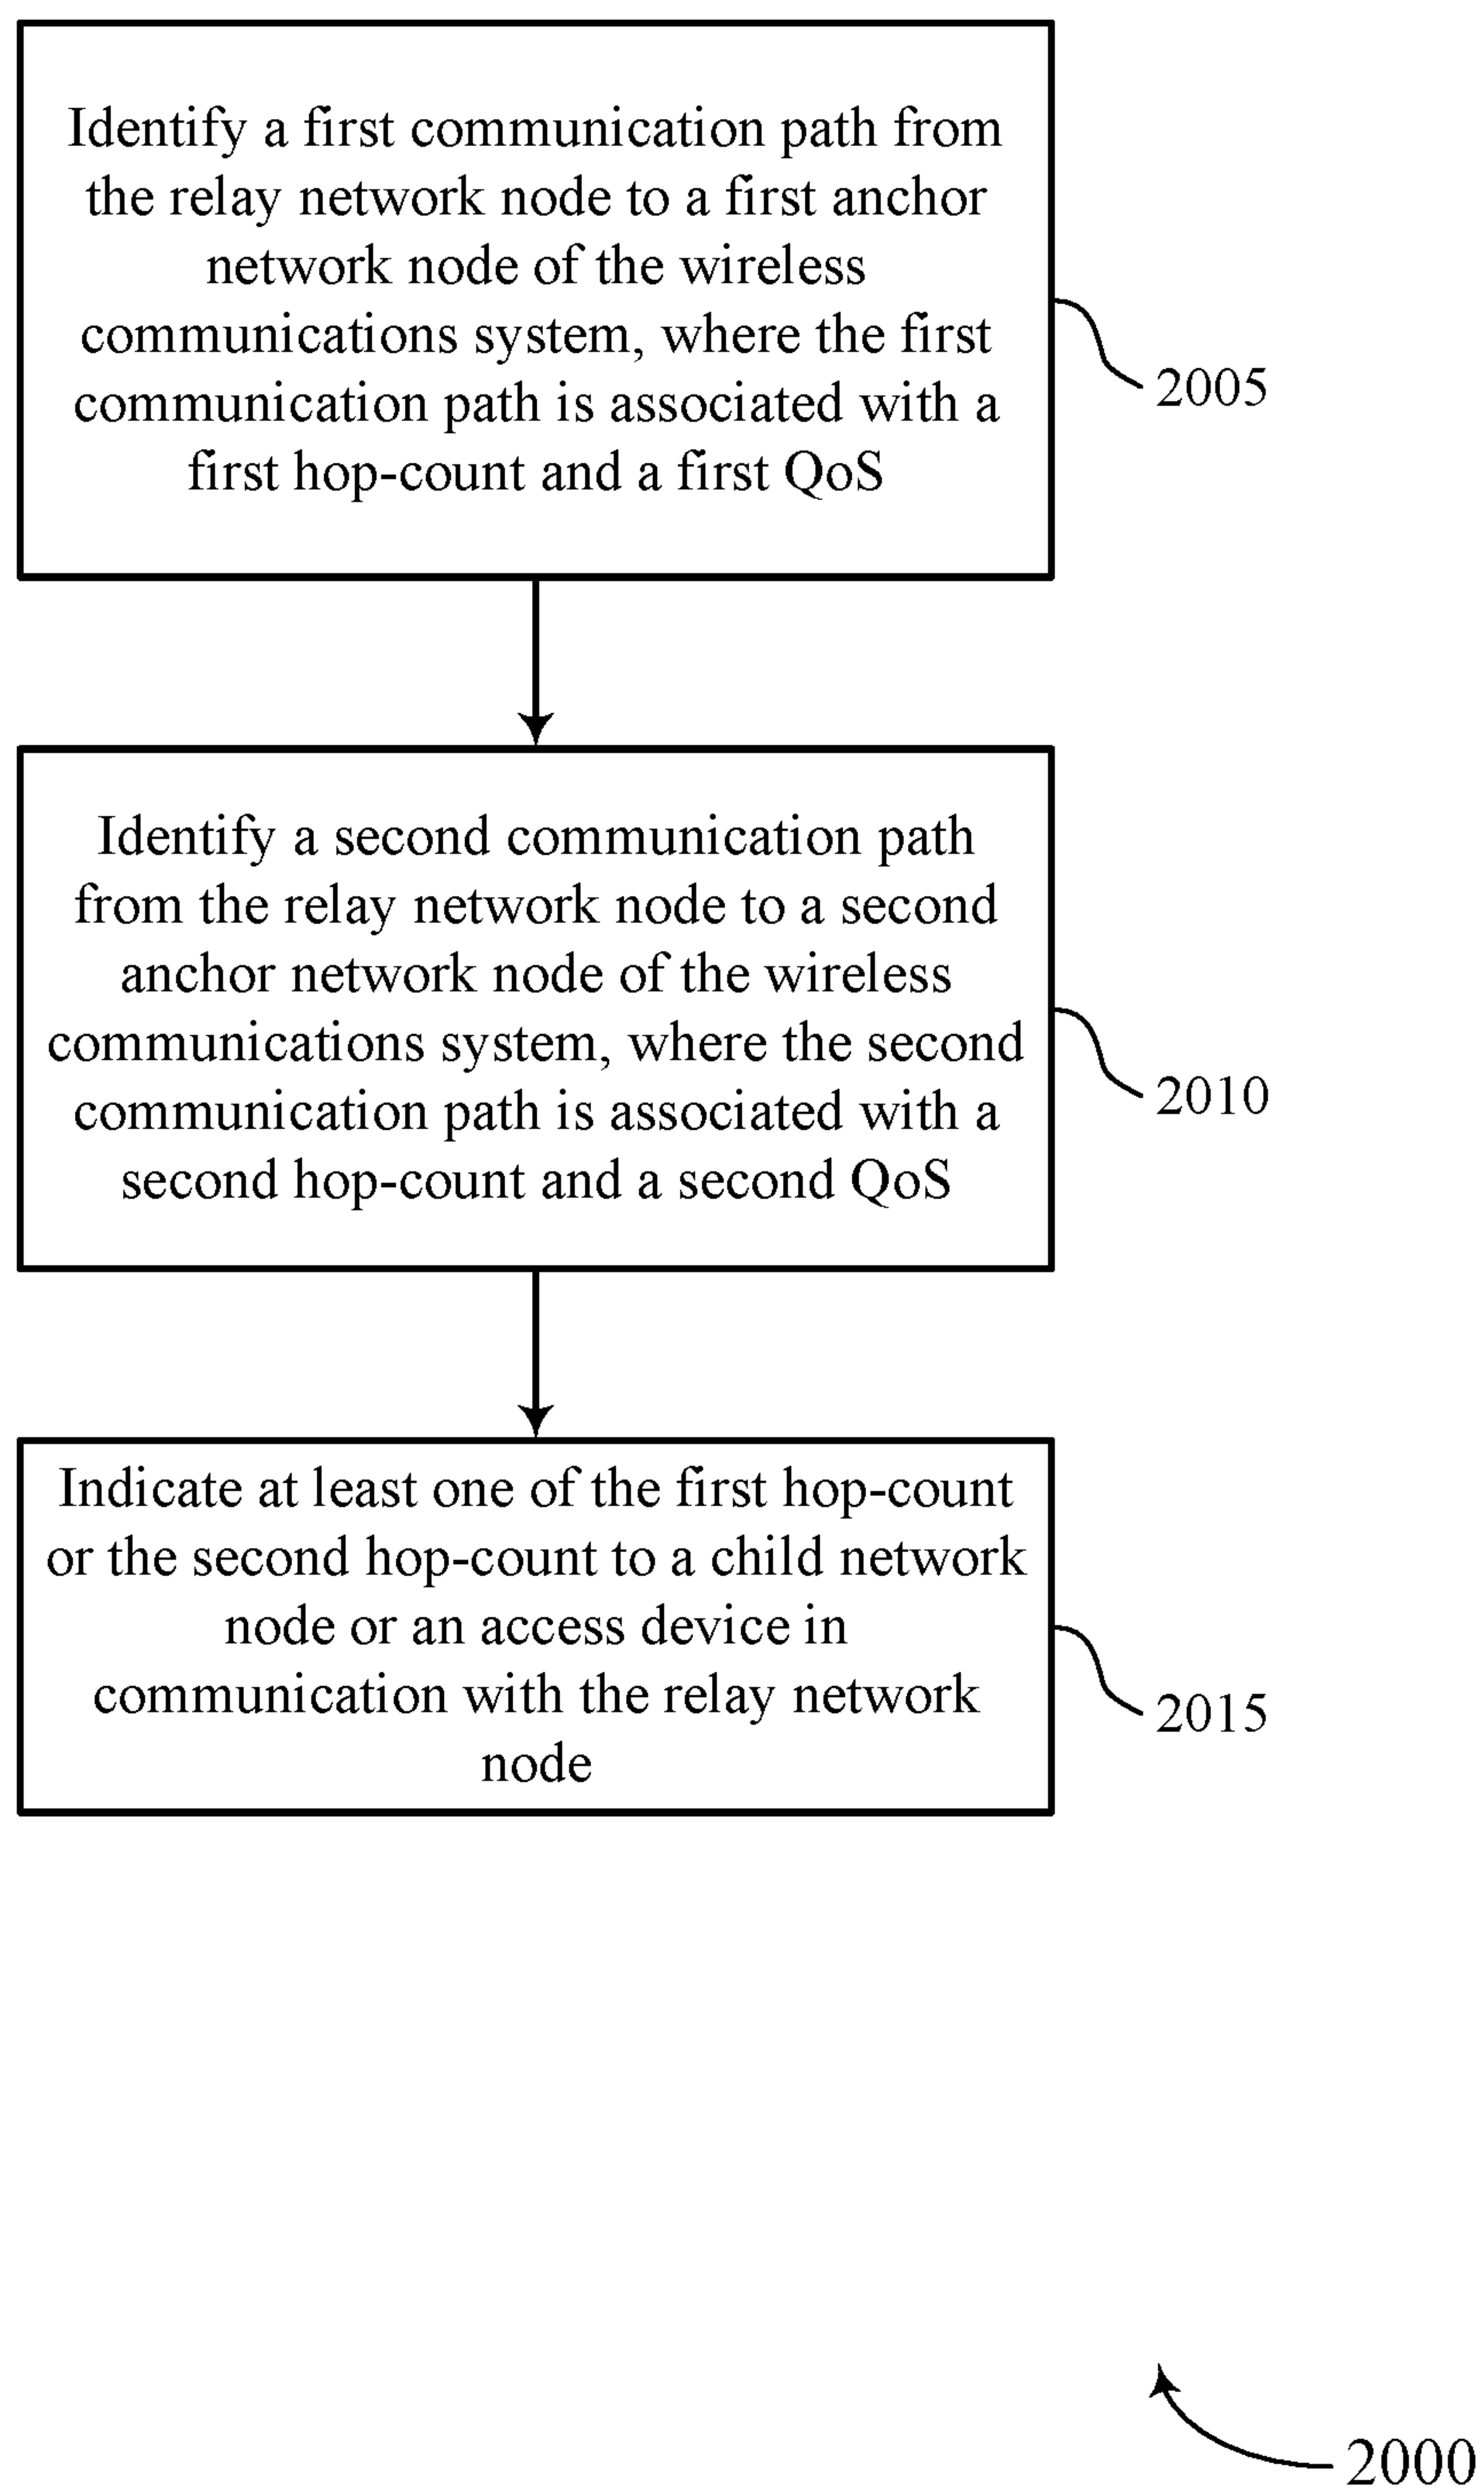 Identify a first communication path from
the relay network node to a first anchor
network node of the wireless
communications system, where the first
communication path is associated with a
first hop-count and a first QoS
2005
Identify a second communication path
from the relay network node to a second
anchor network node of the wireless
communications system, where the second
communication path is associated with a
second hop-count and a second QoS
2010
Indicate at least one of the first hop-count
or the second hop-count to a child network
node or an access device in
communication with the relay network
node
2015
2000